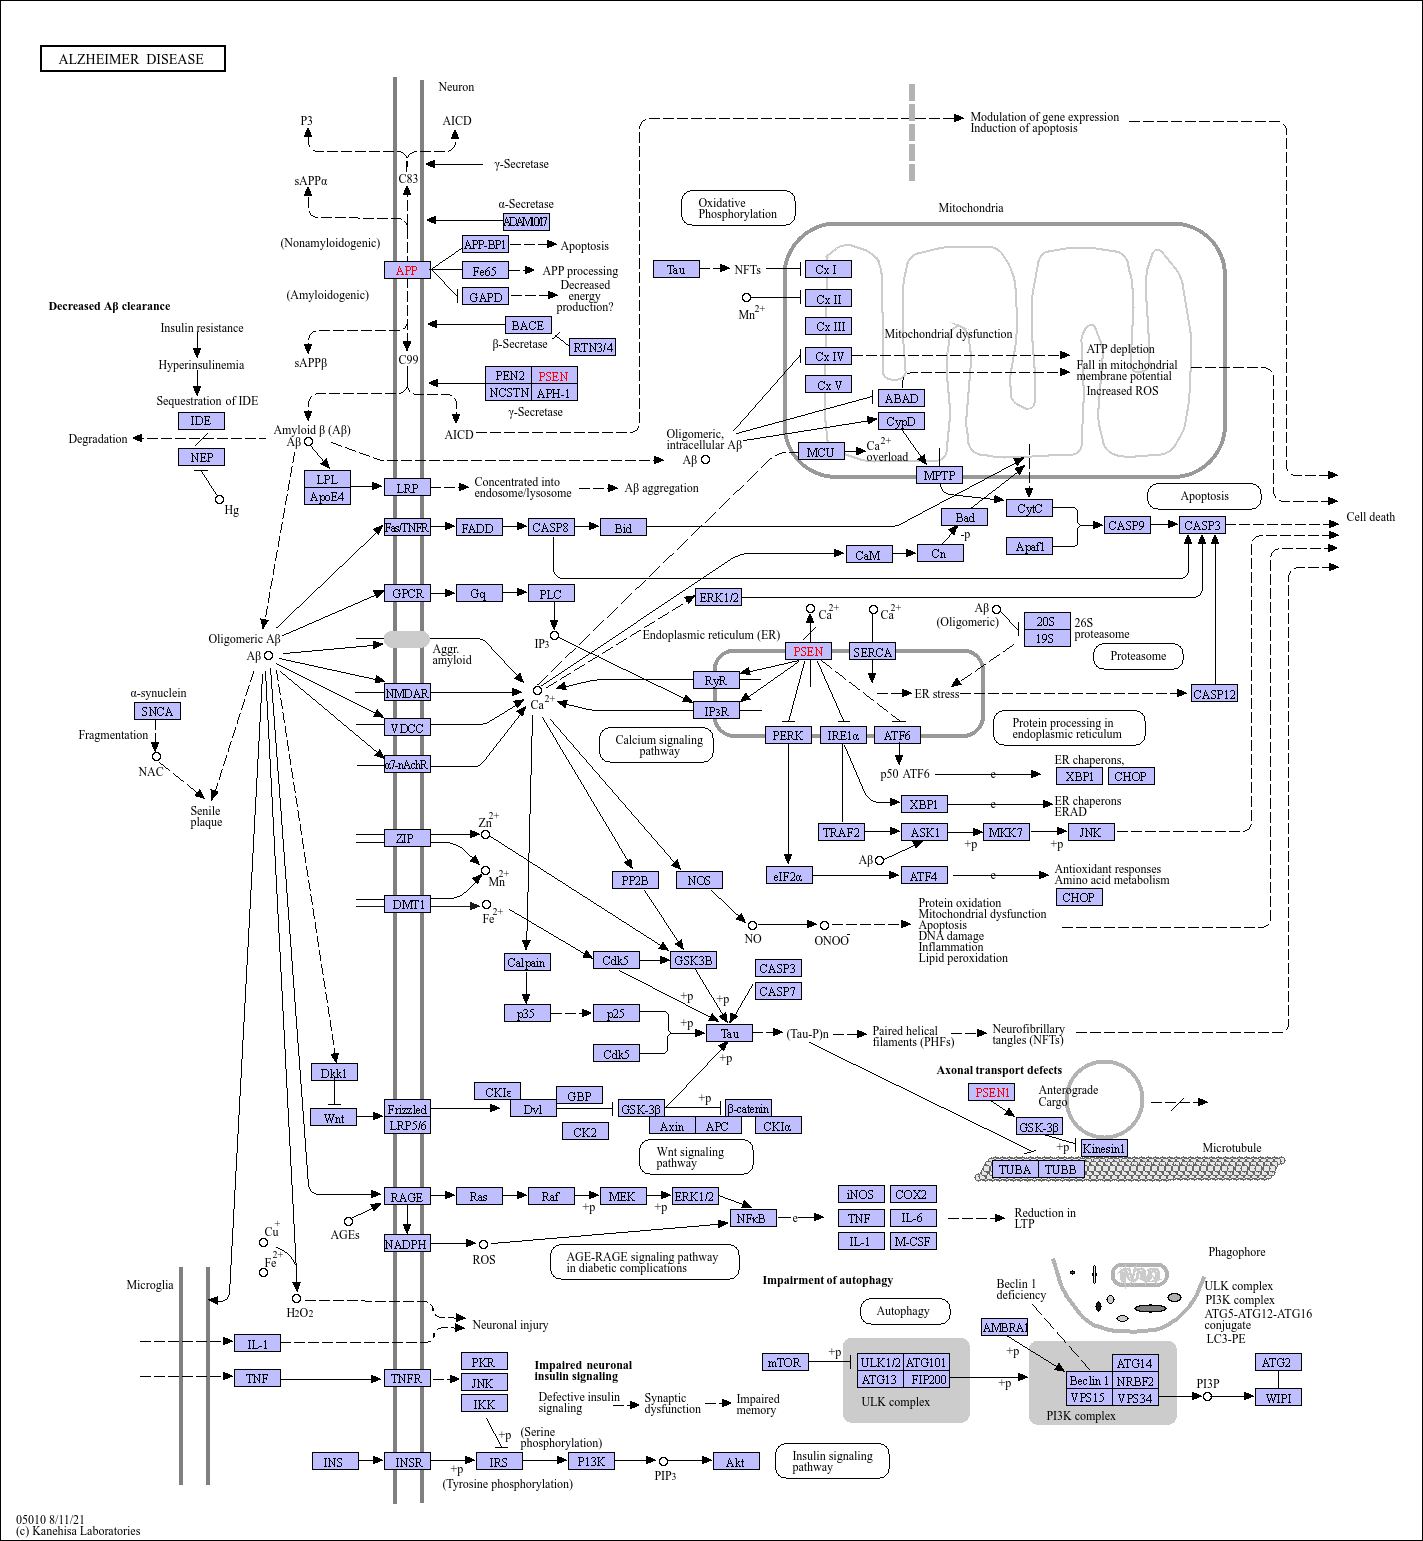 ALZHEIMER DISEASE
Neuron
P3
AICD
γ-Secretase
C83
sAPPα
α-Secretase
(Nonamyloidogenic)
APP-BP1
Apoptosis
APP
Fe65
APP processing
(Amyloidogenic)
GAPD
Decreased
energy
production?
BACE
β-Secretase
RTN3/4
sAPPβ
C99
PEN2
PSEN
NCSTN
APH-1
γ-Secretase
AICD
Modulation of gene expression
Induction of apoptosis
Oxidative
Phosphorylation
Mitochondria
Tau
NFTs
Cx I
Mn2+
Cx II
Cx III
Mitochondrial dysfunction
Cx IV
ATP depletion
Fall in mitochondrial
membrane potential
Increased ROS
Cx V
ABAD
CypD
Oligomeric,
intracellular Aβ
Aβ
MCU
Ca2+
overload
MPTP
Decreased Aβ clearance
Insulin resistance
Hyperinsulinemia
Sequestration of IDE
IDE
Degradation
NEP
Hg
Amyloid β (Aβ)
Aβ
LPL
ApoE4
LRP
Concentrated into
endosome/lysosome
Aβ aggregation
Apoptosis
Fas/TNFR
FADD
CASP8
Bid
Bad
-p
CytC
Apaf1
CASP9
CASP3
Cell death
CaM
Cn
GPCR
Gq
PLC
IP3
ERK1/2
Endoplasmic reticulum (ER)
Ca2+
Ca2+
Aβ
(Oligomeric)
20S
19S
26S
proteasome
Proteasome
Oligomeric Aβ
Aβ
Aggr.
amyloid
PSEN
SERCA
RyR
IP3R
ER stress
CASP12
NMDAR
Ca2+
VDCC
α7-nAchR
Calcium signaling
pathway
PERK
IRE1α
ATF6
Protein processing in
endoplasmic reticulum
α-synuclein
SNCA
Fragmentation
NAC
Senile
plaque
p50 ATF6
e
ER chaperons,
XBP1
CHOP
XBP1
e
ER chaperons
ERAD
TRAF2
ASK1
MKK7
JNK
+p
+p
Aβ
ZIP
Zn2+
Mn2+
DMT1
Fe2+
PP2B
NOS
eIF2α
ATF4
e
Antioxidant responses
Amino acid metabolism
CHOP
NO
ONOO-
Protein oxidation
Mitochondrial dysfunction
Apoptosis
DNA damage
Inflammation
Lipid peroxidation
Calpain
Cdk5
GSK3B
CASP3
CASP7
p35
p25
+p
+p
+p
Cdk5
Tau
+p
(Tau-P)n
Paired helical
filaments (PHFs)
Neurofibrillary
tangles (NFTs)
Dkk1
Wnt
Frizzled
LRP5/6
CKIε
Dvl
GBP
CK2
GSK-3β
+p
β-catenin
Axin
APC
CKIα
Wnt signaling
pathway
Axonal transport defects
PSEN1
Anterograde
Cargo
GSK-3β
+p
Kinesin1
Microtubule
TUBA
TUBB
RAGE
Ras
Raf
MEK
ERK1/2
+p
+p
AGEs
NADPH
ROS
NFκB
e
iNOS
COX2
TNF
IL-6
IL-1
M-CSF
Reduction in
LTP
AGE-RAGE signaling pathway
in diabetic complications
Cu+
Fe2+
H2O2
Microglia
IL-1
TNF
Neuronal injury
TNFR
PKR
JNK
IKK
Impaired neuronal
insulin signaling
Defective insulin
signaling
Synaptic
dysfunction
Impaired
memory
+p
(Serine
phosphorylation)
INS
INSR
+p
IRS
P13K
PIP3
Akt
(Tyrosine phosphorylation)
Insulin signaling
pathway
Impairment of autophagy
Autophagy
Beclin 1
deficiency
Phagophore
ULK complex
PI3K complex
ATG5-ATG12-ATG16
conjugate
LC3-PE
AMBRA1
+p
mTOR
+p
ULK1/2
ATG101
ATG13
FIP200
ULK complex
+p
ATG14
Beclin 1
NRBF2
VPS15
VPS34
PI3K complex
PI3P
ATG2
WIPI
05010 8/11/21
(c) Kanehisa Laboratories